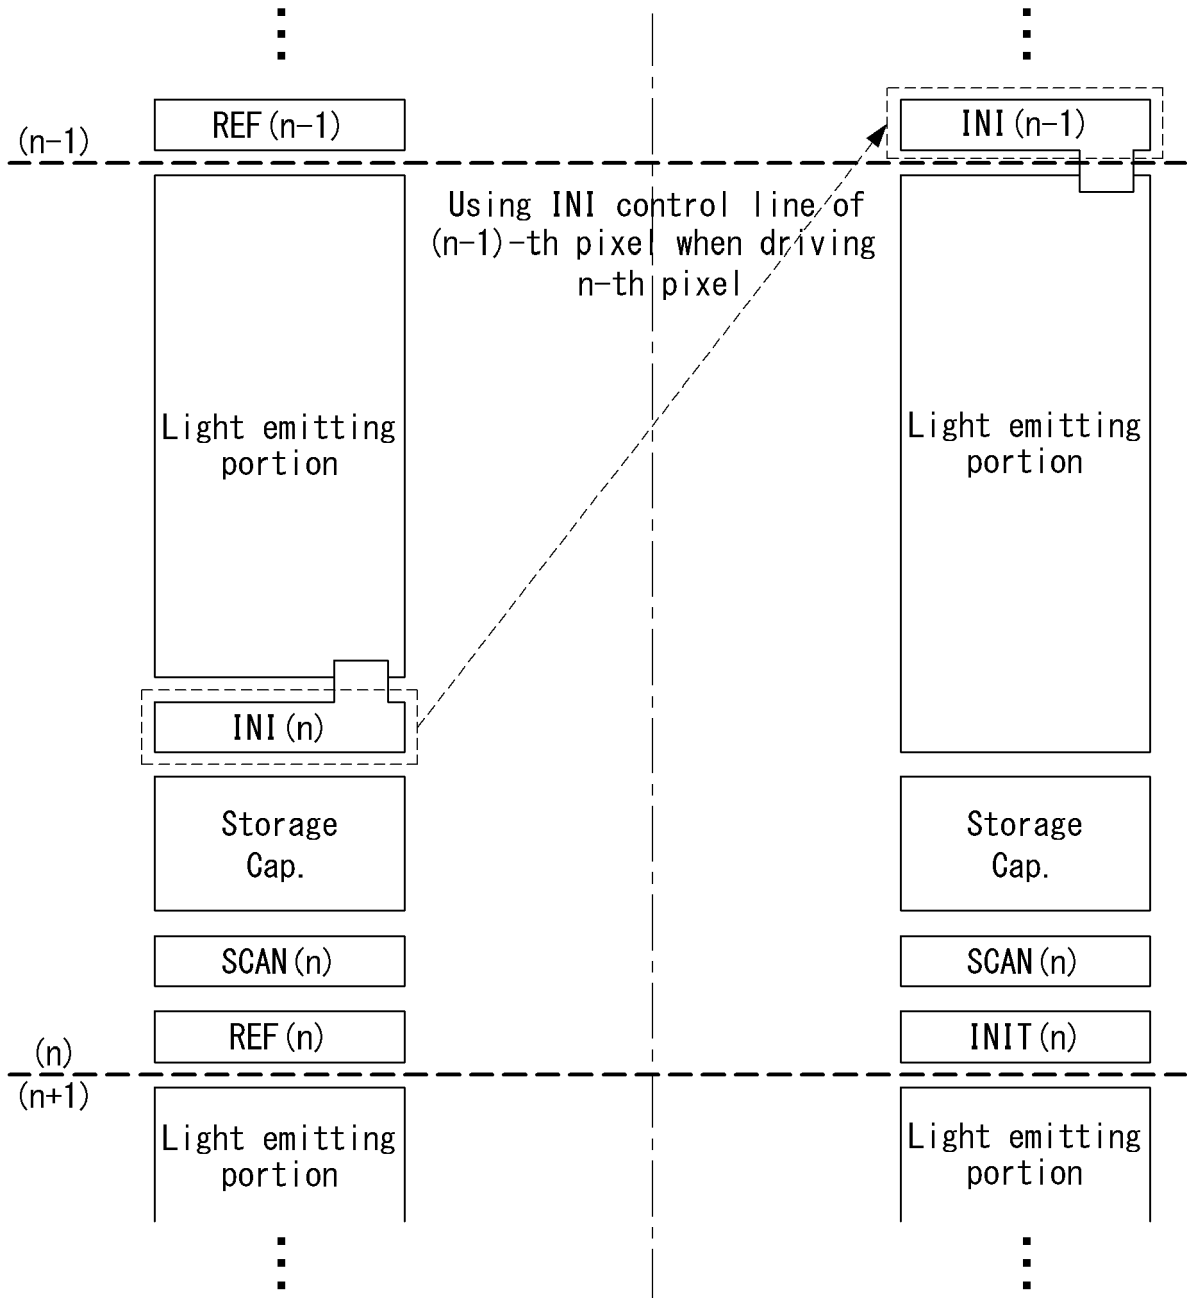 REF(n-1)
INI(n-1)
(n-1)
Using INI control line of
(n-1)-th pixel when driving
n-th pixel
Light emitting
portion
Light emitting
portion
INI(n)
Storage
Cap.
Storage
Cap.
SCAN(n)
SCAN(n)
REF(n)
INIT(n)
(n)
(n+1)
Light emitting
portion
Light emitting
portion